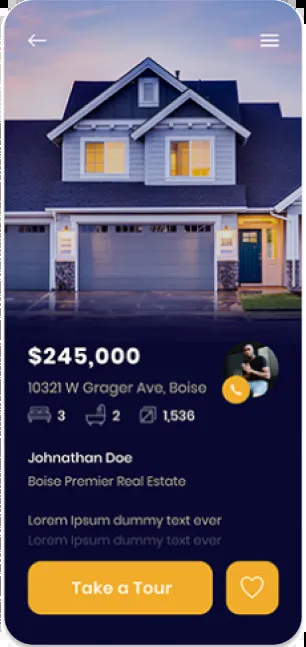 $245,000
10321 W Grager Ave, Boise
3 2 1,536
Johnathan Doe
Boise Premier Real Estate
Lorem Ipsum dummy text ever
Lorem Ipsum dummy text ever
Take a Tour